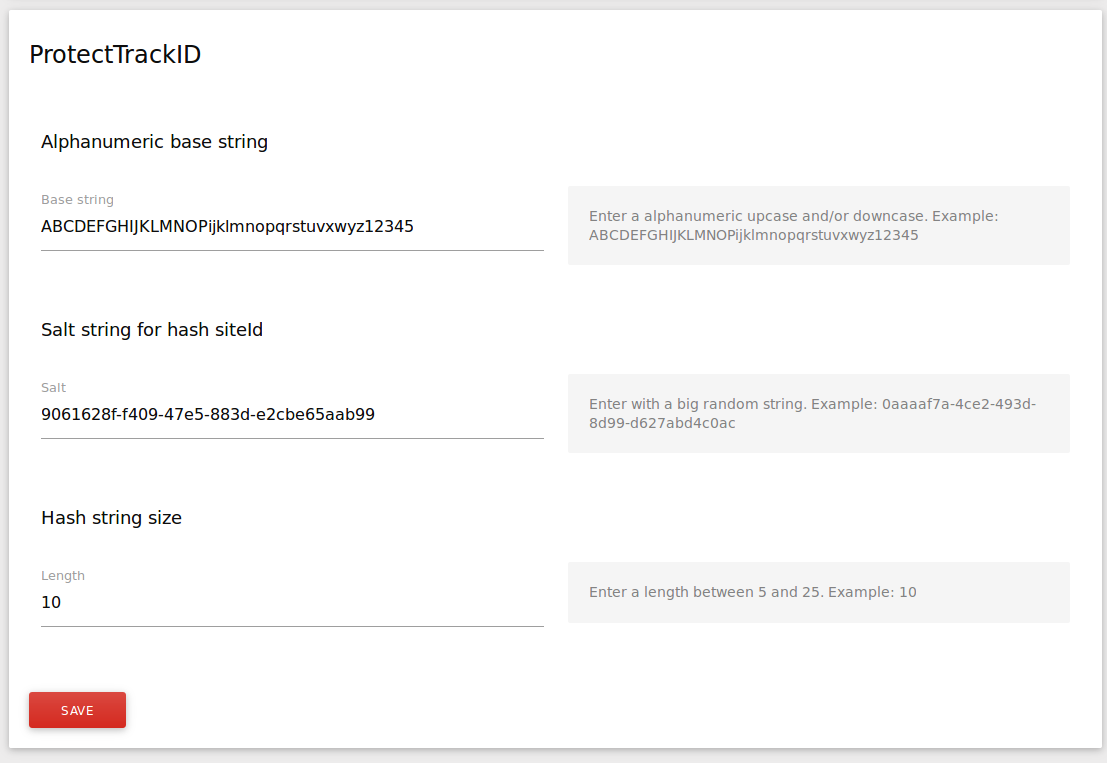 ProtectTrackID
Alphanumeric base string
Base string
ABCDEFGHIJKLMNOPijklmnopqrstuvxwyz12345
Enter a alphanumeric upcase and/or downcase. Example:
ABCDEFGHIJKLMNOPijklmnopqrstuvxwyz12345
Salt string for hash siteId
Salt
9061628f-f409-47e5-883d-e2cbe65aab99
Enter with a big random string. Example: 0aaaaf7a-4ce2-493d-
8d99-d627abd4c0ac
Hash string size
Length
10
Enter a length between 5 and 25. Example: 10
SAVE